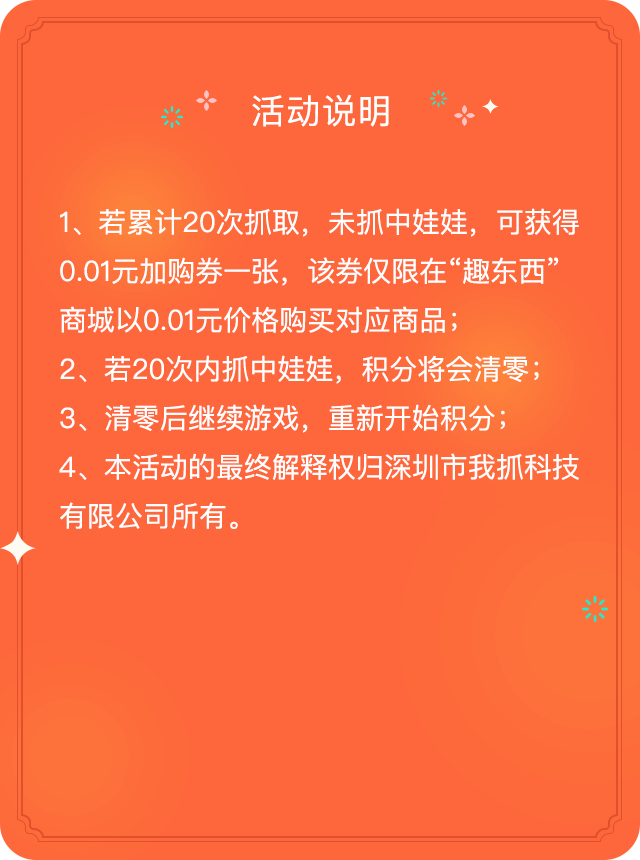 活动说明
1、若累计20次抓取，未抓中娃娃，可获得
0.01元加购券一张，该券仅限在“趣东西”
商城以0.01元价格购买对应商品；
2、若20次内抓中娃娃，积分将会清零；
3、清零后继续游戏，重新开始积分；
4、本活动的最终解释权归深圳市我抓科技
有限公司所有。